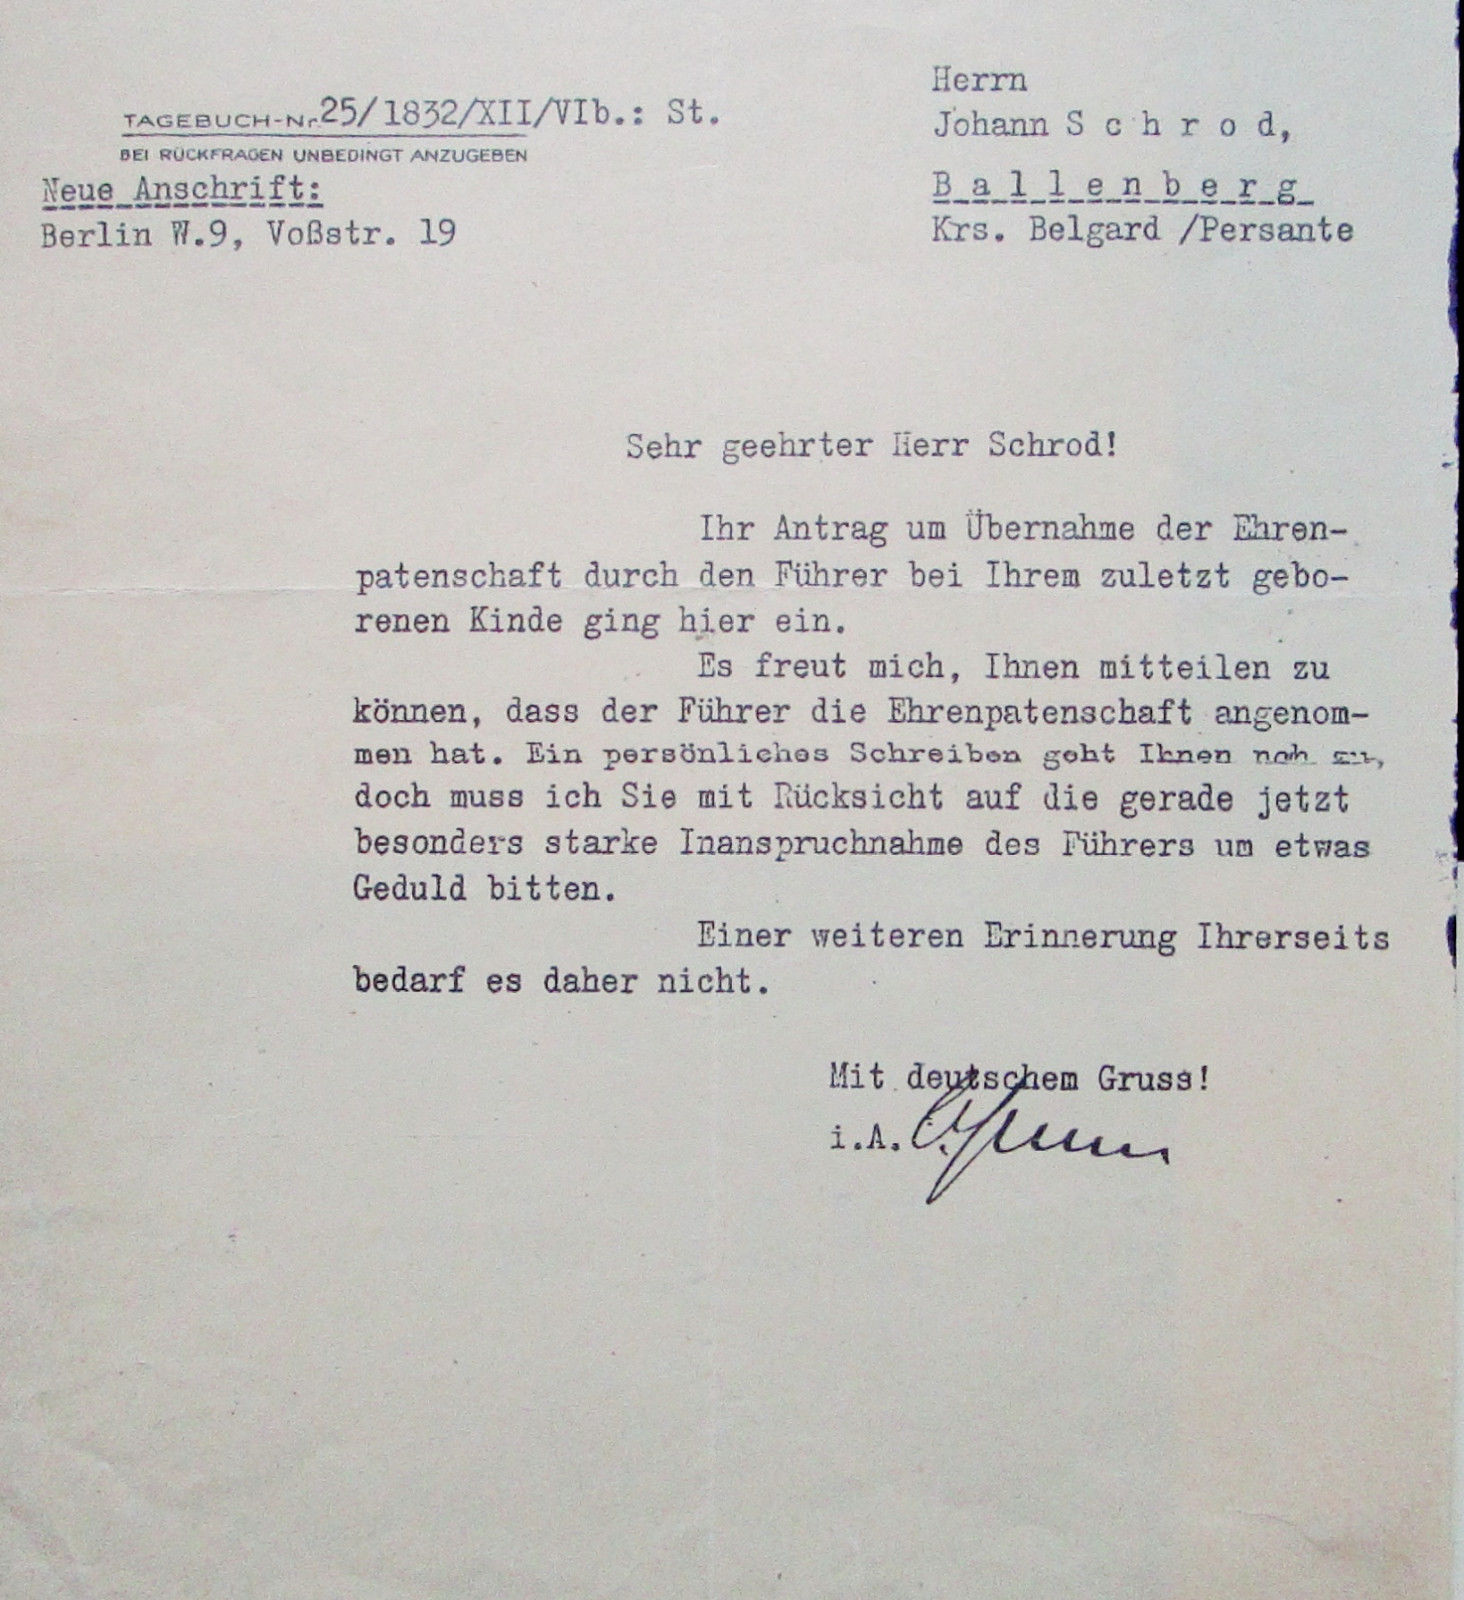 TAGEBUCH-Nr. 25/1832/XII/VIb.: St.
BEI RÜCKFRAGEN UNBEDINGT ANZUGEBEN
Neue Anschrift:
Berlin W.9, Voßstr. 19
Herrn
Johann S c h r o d,
B a l l e n b e r g
Krs. Belgard /Persante
Sehr geehrter Herr Schrod!
Ihr Antrag um Übernahme der Ehren-
patenschaft durch den Führer bei Ihrem zuletzt gebo-
renen Kinde ging hier ein.
Es freut mich, Ihnen mitteilen zu
können, dass der Führer die Ehrenpatenschaft angenom-
men hat. Ein persönliches Schreiben geht Ihnen
doch muss ich Sie mit Rücksicht auf die gerade jetzt
besonders starke Inanspruchnahme des Führers um etwas
Geduld bitten.
Einer weiteren Erinnerung Ihrerseits
bedarf es daher nicht.
Mit deutschem Gruss!
i.A.